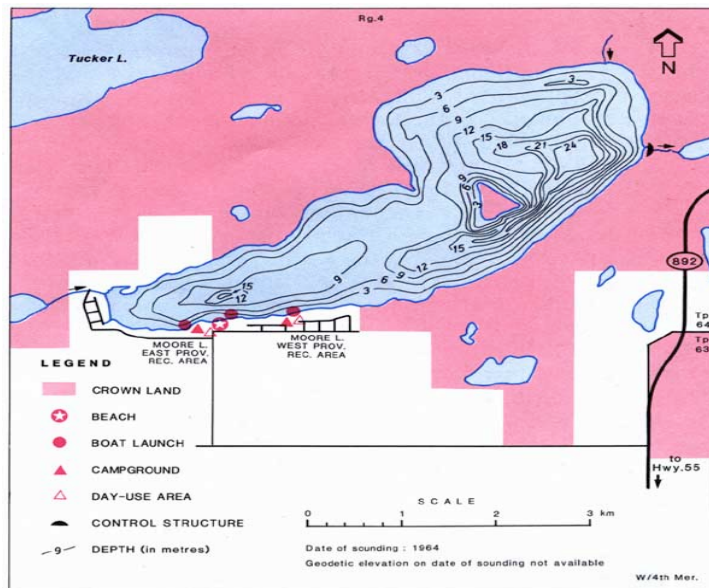 Rg.4
Tucker L.
N
3
3
6
9
12
15
18
21
24
9
6
3
15
12
9
6
3
9
15
12
892
Tp
64
Tp
63
MOORE L.
EAST PROV.
REC. AREA
MOORE L.
WEST PROV.
REC. AREA
to
Hwy.55
LEGEND
CROWN LAND
BEACH
BOAT LAUNCH
CAMPGROUND
DAY-USE AREA
CONTROL STRUCTURE
-9- DEPTH (in metres)
SCALE
0 1 2 3 km
Date of sounding : 1964
Geodetic elevation on date of sounding not available
W/4th Mer.